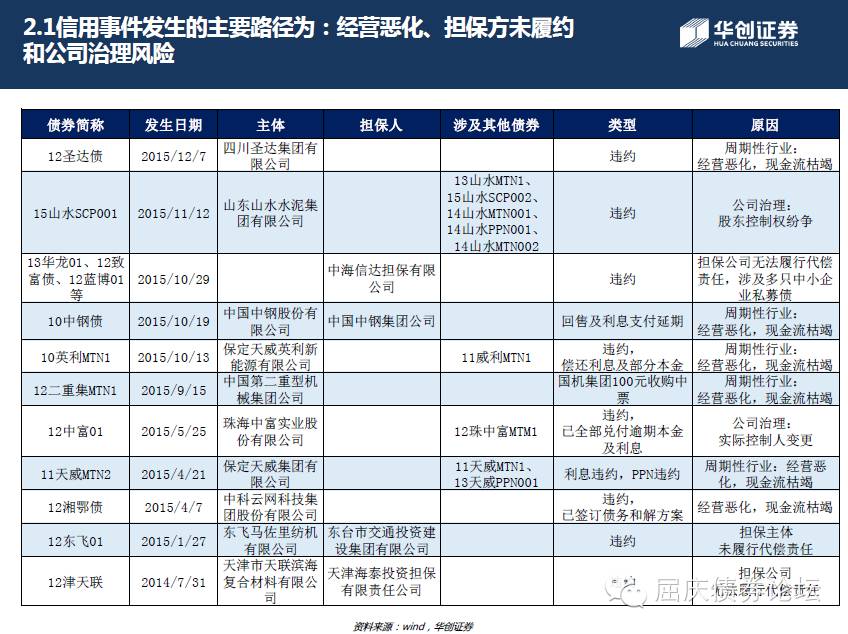 2.1信用事件发生的主要路径为：经营恶化、担保方未履约
和公司治理风险
华创证券
HUA CHUANG SECURITIES
债券简称 发生日期 主体 担保人 涉及其他债券 类型 原因
12圣达债 2015/12/7 四川圣达集团有
限公司 违约 周期性行业：
经营恶化，现金流枯竭
15山水SCP001 2015/11/12 山东山水水泥集
团有限公司 13山水MTN1、
15山水SCP002、
14山水MTN001、
14山水PPN001、
14山水MTN002 违约 公司治理：
股东控制权纷争
13华龙01、12致
富债、12蓝博01
等 2015/10/29 中海信达担保有限
公司 违约 担保公司无法履行代偿
责任，涉及多只中小企
业私募债
10中钢债 2015/10/19 中国中钢股份有
限公司 中国中钢集团公司 回售及利息支付延期 周期性行业：
经营恶化，现金流枯竭
10英利MTN1 2015/10/13 保定天威英利新
能源有限公司 11威利MTN1 违约，
偿还利息及部分本金 周期性行业：
经营恶化，现金流枯竭
12二重集MTN1 2015/9/15 中国第二重型机
械集团公司 国机集团100元收购中
票 周期性行业：
经营恶化，现金流枯竭
12中富01 2015/5/25 珠海中富实业股
份有限公司 12珠中富MTM1 违约，
已全部兑付逾期本金
及利息 公司治理：
实际控制人变更
11天威MTN2 2015/4/21 保定天威集团有
限公司 11天威MTN1、
13天威PPN001 利息违约，PPN违约 周期性行业：经营恶
化，现金流枯竭
12湘鄂债 2015/4/7 中科云网科技集
团股份有限公司 违约，
已签订债务和解方案 经营恶化，现金流枯竭
12东飞01 2015/1/27 东飞马佐里纺机
有限公司 东台市交通投资建
设集团有限公司 违约 担保主体
未履行代偿责任
12津天联 2014/7/31 天津市天联滨海
复合材料有限公
司 天津海泰投资担保
有限责任公司 担保公司
屈庆债券论坛
资料来源：wind，华创证券